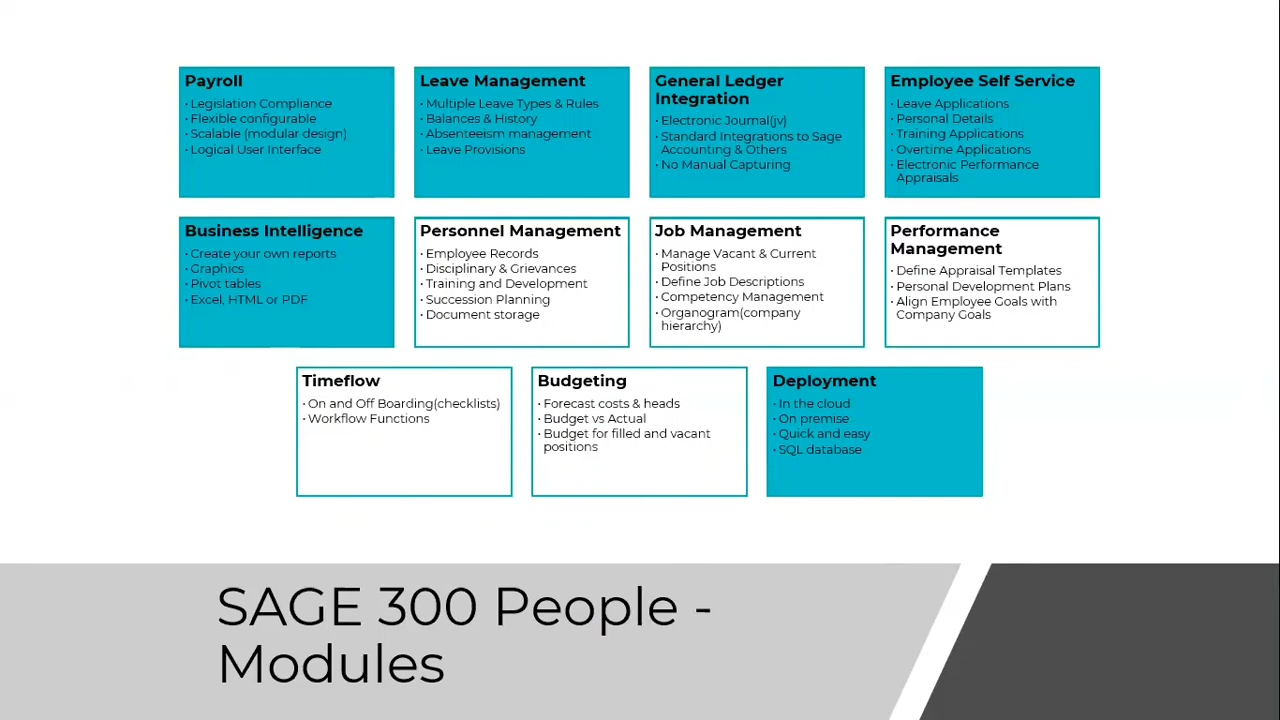 Payroll
· Legislation Compliance
· Flexible configurable
· Scalable (modular design)
· Logical User Interface
Leave Management
· Multiple Leave Types & Rules
· Balances & History
· Absenteeism management
· Leave Provisions
General Ledger
Integration
· Electronic Journal(jv)
· Standard Integrations to Sage
Accounting & Others
· No Manual Capturing
Employee Self Service
· Leave Applications
· Personal Details
· Training Applications
· Overtime Applications
· Electronic Performance
Appraisals
Business Intelligence
· Create your own reports
· Graphics
· Pivot tables
· Excel, HTML or PDF
Personnel Management
· Employee Records
· Disciplinary & Grievances
· Training and Development
· Succession Planning
· Document storage
Job Management
· Manage Vacant & Current
Positions
· Define Job Descriptions
· Competency Management
· Organogram(company
hierarchy)
Performance
Management
· Define Appraisal Templates
· Personal Development Plans
· Align Employee Goals with
Company Goals
Timeflow
· On and Off Boarding(checklists)
· Workflow Functions
Budgeting
· Forecast costs & heads
· Budget vs Actual
· Budget for filled and vacant
positions
Deployment
· In the cloud
· On premise
· Quick and easy
· SQL database
SAGE 300 People -
Modules